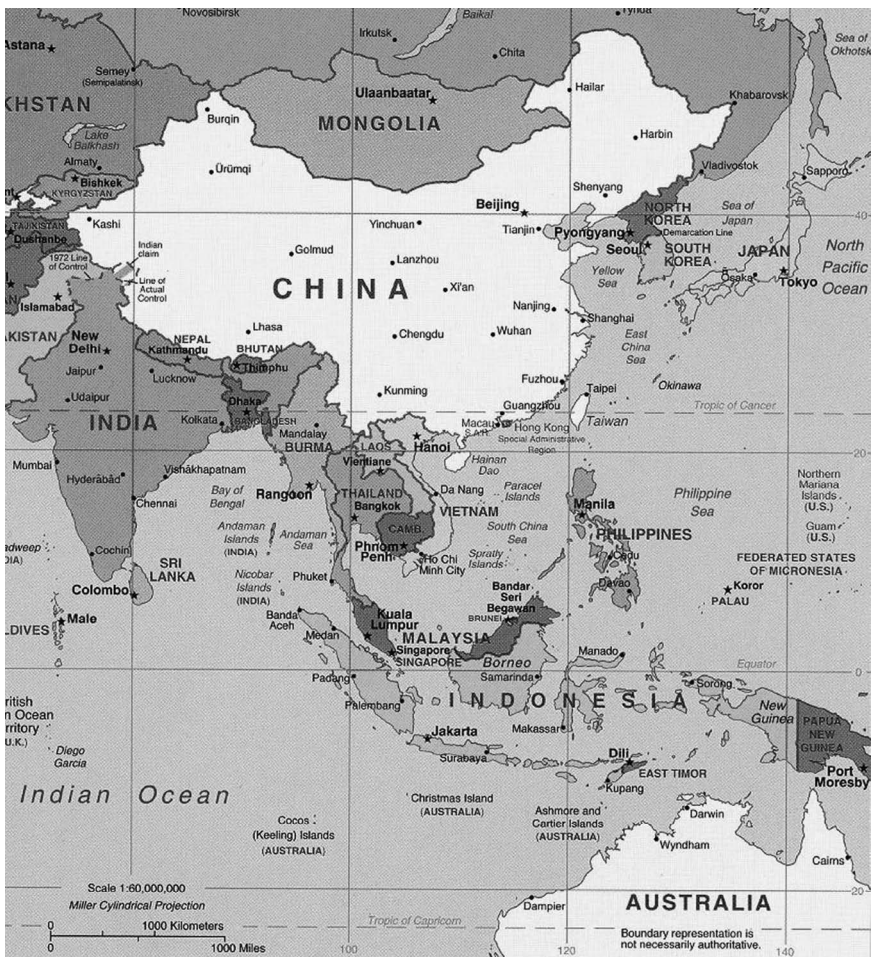 Novosibirsk
Irkutsk
Baikal
Astana
Chita
Sea of
Okhotsk
Semey
(Semipalatinsk)
Ulaanbaatar
Hailar
KHSTAN
Burqin
MONGOLIA
Khabarovsk
Lake
Balkhash
Harbin
Almaty
Ürümqi
Vladivostok
Sapporo
Bishkek
KYRGYZSTAN
Shenyang
Beijing
NORTH
KOREA
Sea of
Japan
40
Kashi
Yinchuan
Tianjin
TAJIKISTAN
Dushanbe
Pyongyang
Demarcation Line
Seoul
SOUTH
KOREA
JAPAN
North
Pacific
Ocean
Indian
claim
Golmud
Lanzhou
1972 Line
of Control
Yellow
Sea
Ōsaka
Tokyo
Line of
Actual
Control
CHINA
Xi'an
Islamabad
Nanjing
Shanghai
AKISTAN
New
Delhi
NEPAL
Kathmandu
Lhasa
Chengdu
Wuhan
East
China
Sea
BHUTAN
Thimphu
Jaipur
Lucknow
Fuzhou
Okinawa
Udaipur
Dhaka
Kunming
Taipei
Guangzhou
Tropic of Cancer
INDIA
Kolkata
BANGLADESH
Macau
S.A.R.
Hong Kong
Special Administrative
Region
Taiwan
Mandalay
BURMA
Hanoi
LAOS
20
Mumbai
Vientiane
Hainan
Dao
Hyderābād
Vishākhapatnam
Northern
Mariana
Islands
(U.S.)
Rangoon
THAILAND
Bangkok
Da Nang
Paracel
Islands
Philippine
Sea
Chennai
Bay of
Bengal
VIETNAM
Manila
Guam
(U.S.)
Andaman
Islands
(INDIA)
Andaman
Sea
CAMB.
South China
Sea
PHILIPPINES
Cochin
SRI
LANKA
Phnom
Penh
Ho Chi
Minh City
Spratly
Islands
Cebu
FEDERATED STATES
OF MICRONESIA
Colombo
Nicobar
Islands
(INDIA)
Phuket
Bandar
Seri
Begawan
BRUNEI
Davao
Koror
PALAU
Male
Banda
Aceh
Kuala
Lumpur
LDIVES
Medan
MALAYSIA
Singapore
SINGAPORE
Borneo
Manado
Equator
0
Padang
Samarinda
Sorong
INDONESIA
ritish
n Ocean
erritory
U.K.)
Palembang
Makassar
New
Guinea
PAPUA
NEW
GUINEA
Jakarta
Diego
Garcia
Surabaya
Dili
EAST TIMOR
Port
Moresby
Kupang
Indian Ocean
Christmas Island
(AUSTRALIA)
Darwin
Cocos
(Keeling) Islands
(AUSTRALIA)
Ashmore and
Cartier Islands
(AUSTRALIA)
Wyndham
Cairns
Scale 1:60,000,000
Miller Cylindrical Projection
20
Dampier
AUSTRALIA
0
1000 Kilometers
Tropic of Capricorn
Boundary representation is
not necessarily authoritative.
0
1000 Miles
100
120
140